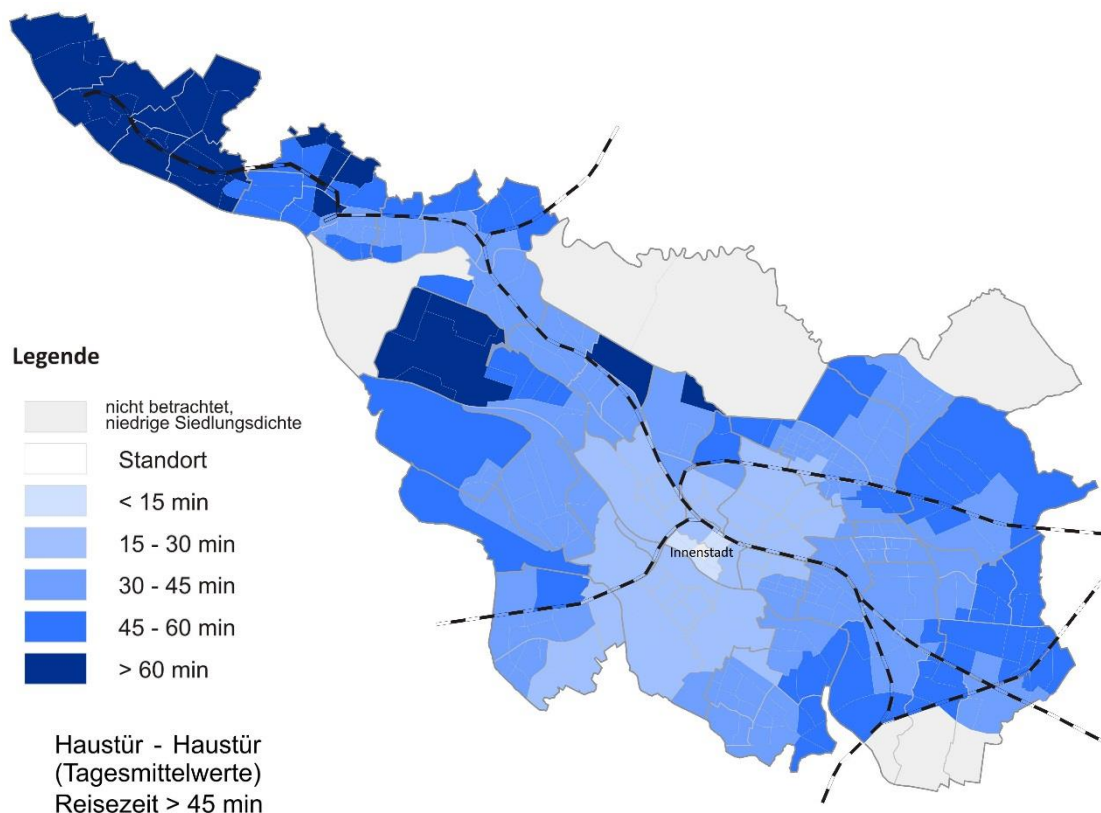 Legende
nicht betrachtet,
niedrige Siedlungsdichte
Standort
< 15 min
15 - 30 min
30 - 45 min
45 - 60 min
> 60 min
Haustür - Haustür
(Tagesmittelwerte)
Reisezeit > 45 min
Innenstadt